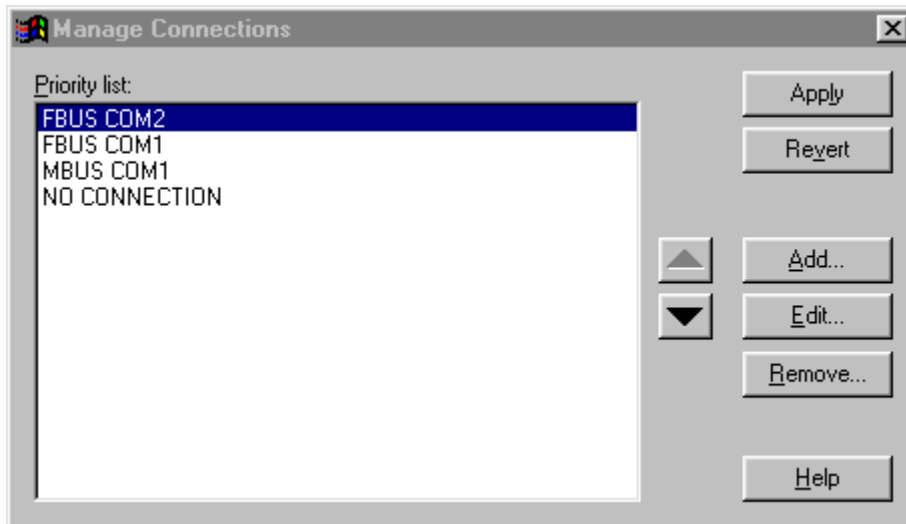 Manage Connections
Priority list:
FBUS COM2
FBUS COM1
MBUS COM1
NO CONNECTION
Apply
Revert
Add...
Edit...
Remove...
Help